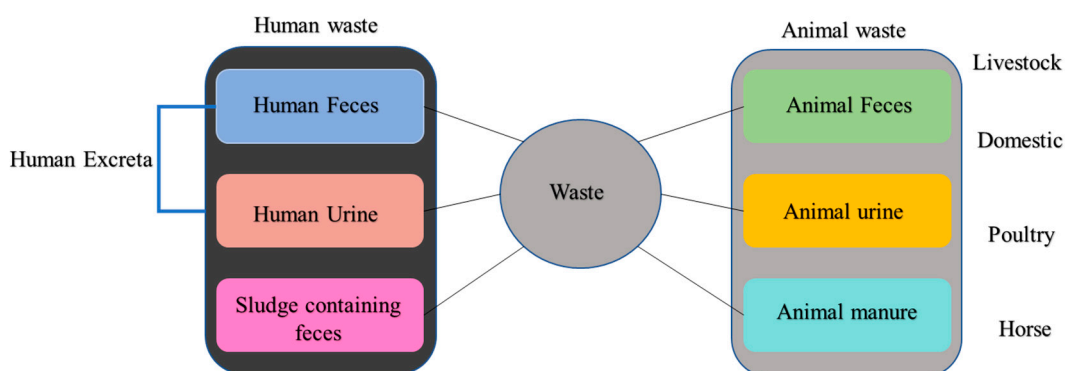 Human waste
Animal waste
Livestock
Human Feces
Animal Feces
Domestic
Human Excreta
Waste
Human Urine
Animal urine
Poultry
Sludge containing
feces
Animal manure
Horse